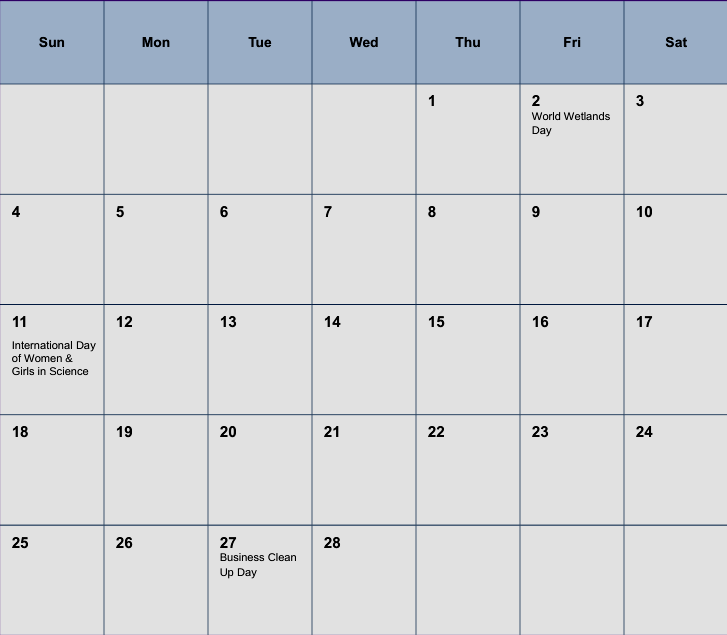 Sun Mon Tue Wed Thu Fri Sat
1 2 3
World Wetlands
Day
4 5 6 7 8 9 10
11 12 13 14 15 16 17
International Day
of Women &
Girls in Science
18 19 20 21 22 23 24
25 26 27 28
Business Clean
Up Day